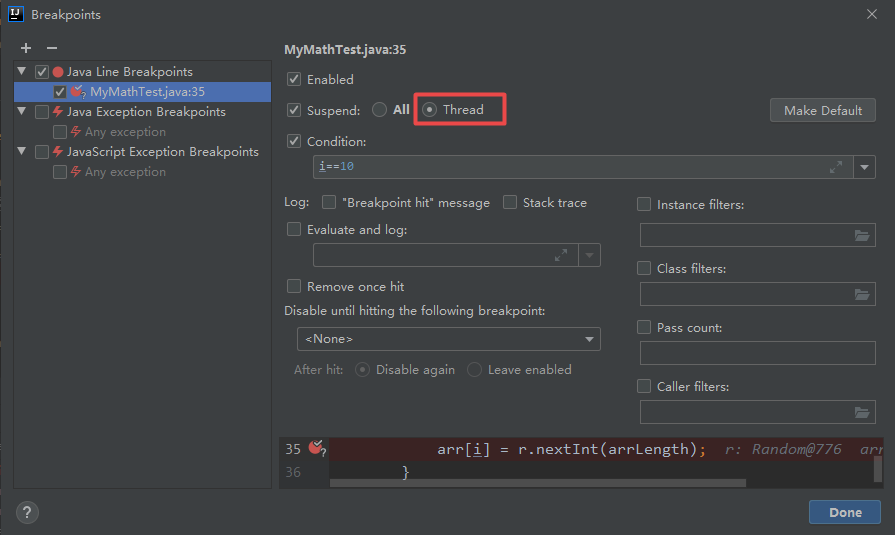 Breakpoints
Java Line Breakpoints
MyMathTest.java:35
Java Exception Breakpoints
Any exception
JavaScript Exception Breakpoints
Any exception
MyMathTest.java:35
Enabled
Suspend: All Thread
Make Default
Condition:
i==10
Log: "Breakpoint hit" message Stack trace
Evaluate and log:
Remove once hit
Disable until hitting the following breakpoint:
<None>
After hit: Disable again Leave enabled
Instance filters:
Class filters:
Pass count:
Caller filters:
35 arr[i] = r.nextInt(arrLength); r: Random@776 arr
36 }
? Done